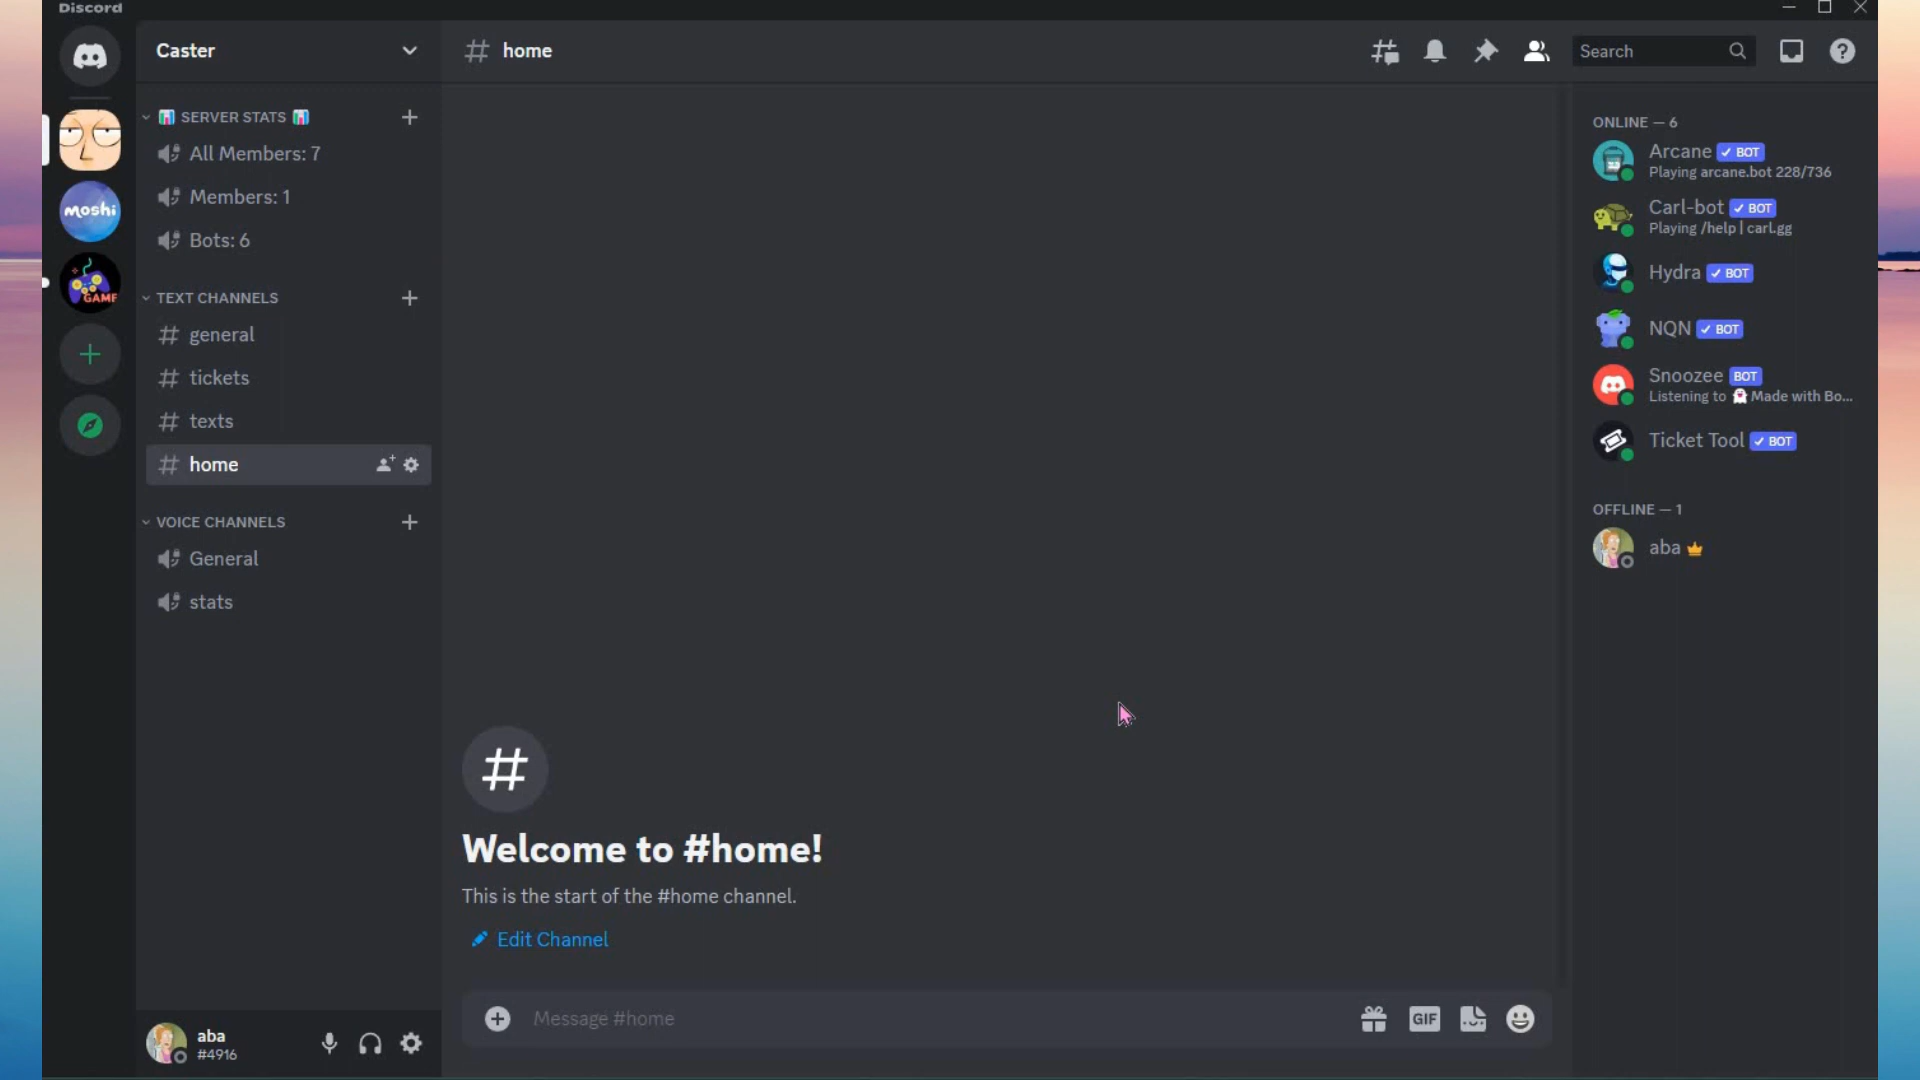 Discord
Caster
SERVER STATS
All Members: 7
Members: 1
Bots: 6
TEXT CHANNELS
general
tickets
texts
home
VOICE CHANNELS
General
stats
aba
#4916
moshi
GAME
home
Search
Welcome to #home!
This is the start of the #home channel.
Edit Channel
Message #home
GIF
ONLINE — 6
Arcane ✓ BOT
Playing arcane.bot 228/736
Carl-bot ✓ BOT
Playing /help | carl.gg
Hydra ✓ BOT
NQN ✓ BOT
Snoozee BOT
Listening to 👻 Made with Bo...
Ticket Tool ✓ BOT
OFFLINE — 1
aba